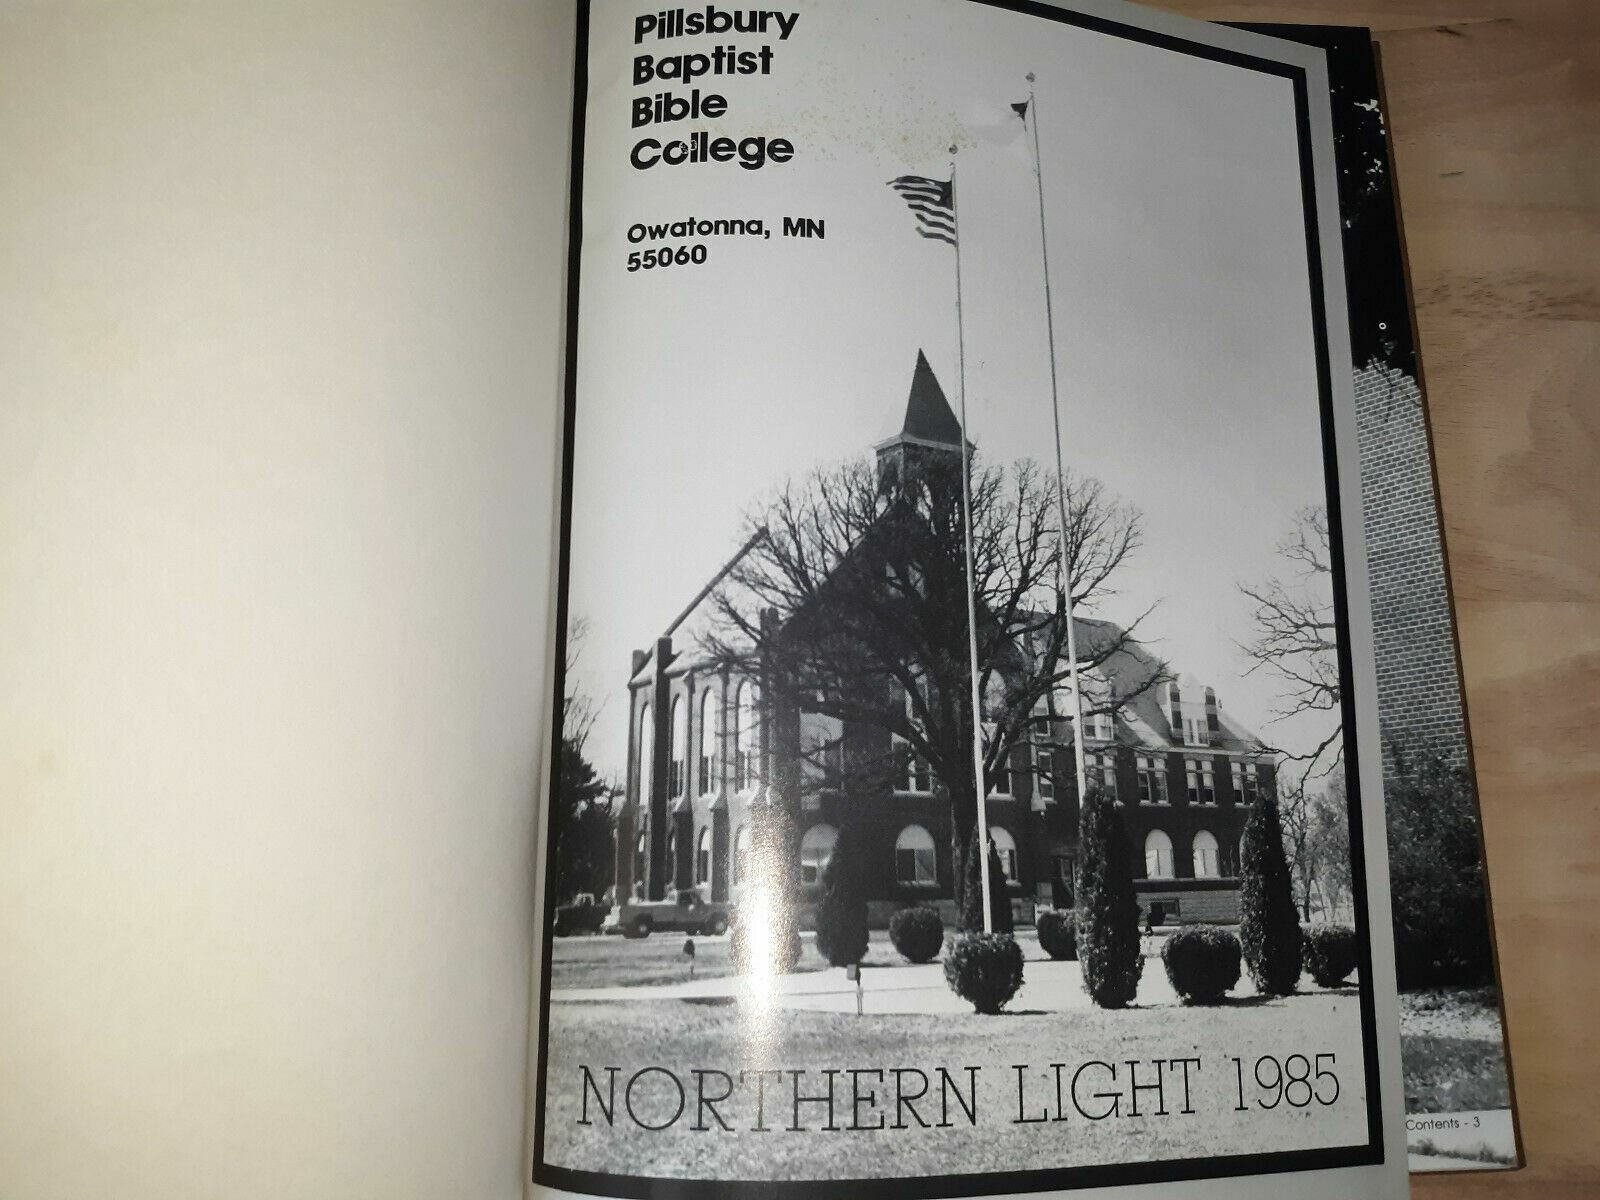 Pillsbury
Baptist
Bible
College
Owatonna, MN
55060
NORTHERN LIGHT 1985
Contents - 3